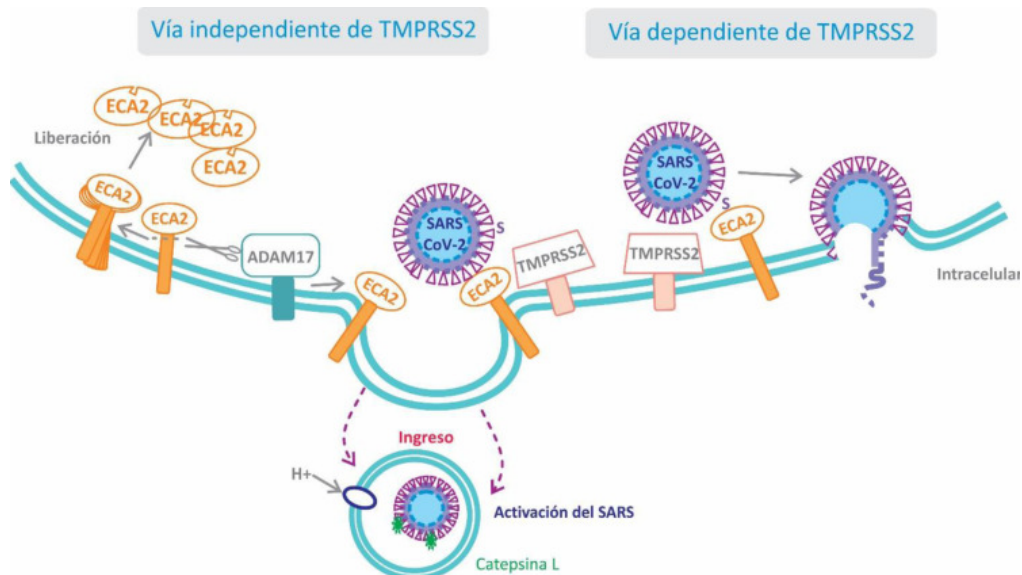 Vía independiente de TMPRSS2
Vía dependiente de TMPRSS2
ECA2
ECA2
ECA2
ECA2
Liberación
ECA2
ECA2
ADAM17
ECA2
SARS
CoV-2
S
ECA2
TMPRSS2
TMPRSS2
SARS
CoV-2
S
ECA2
Intracelular
Ingreso
H+
Activación del SARS
Catepsina L